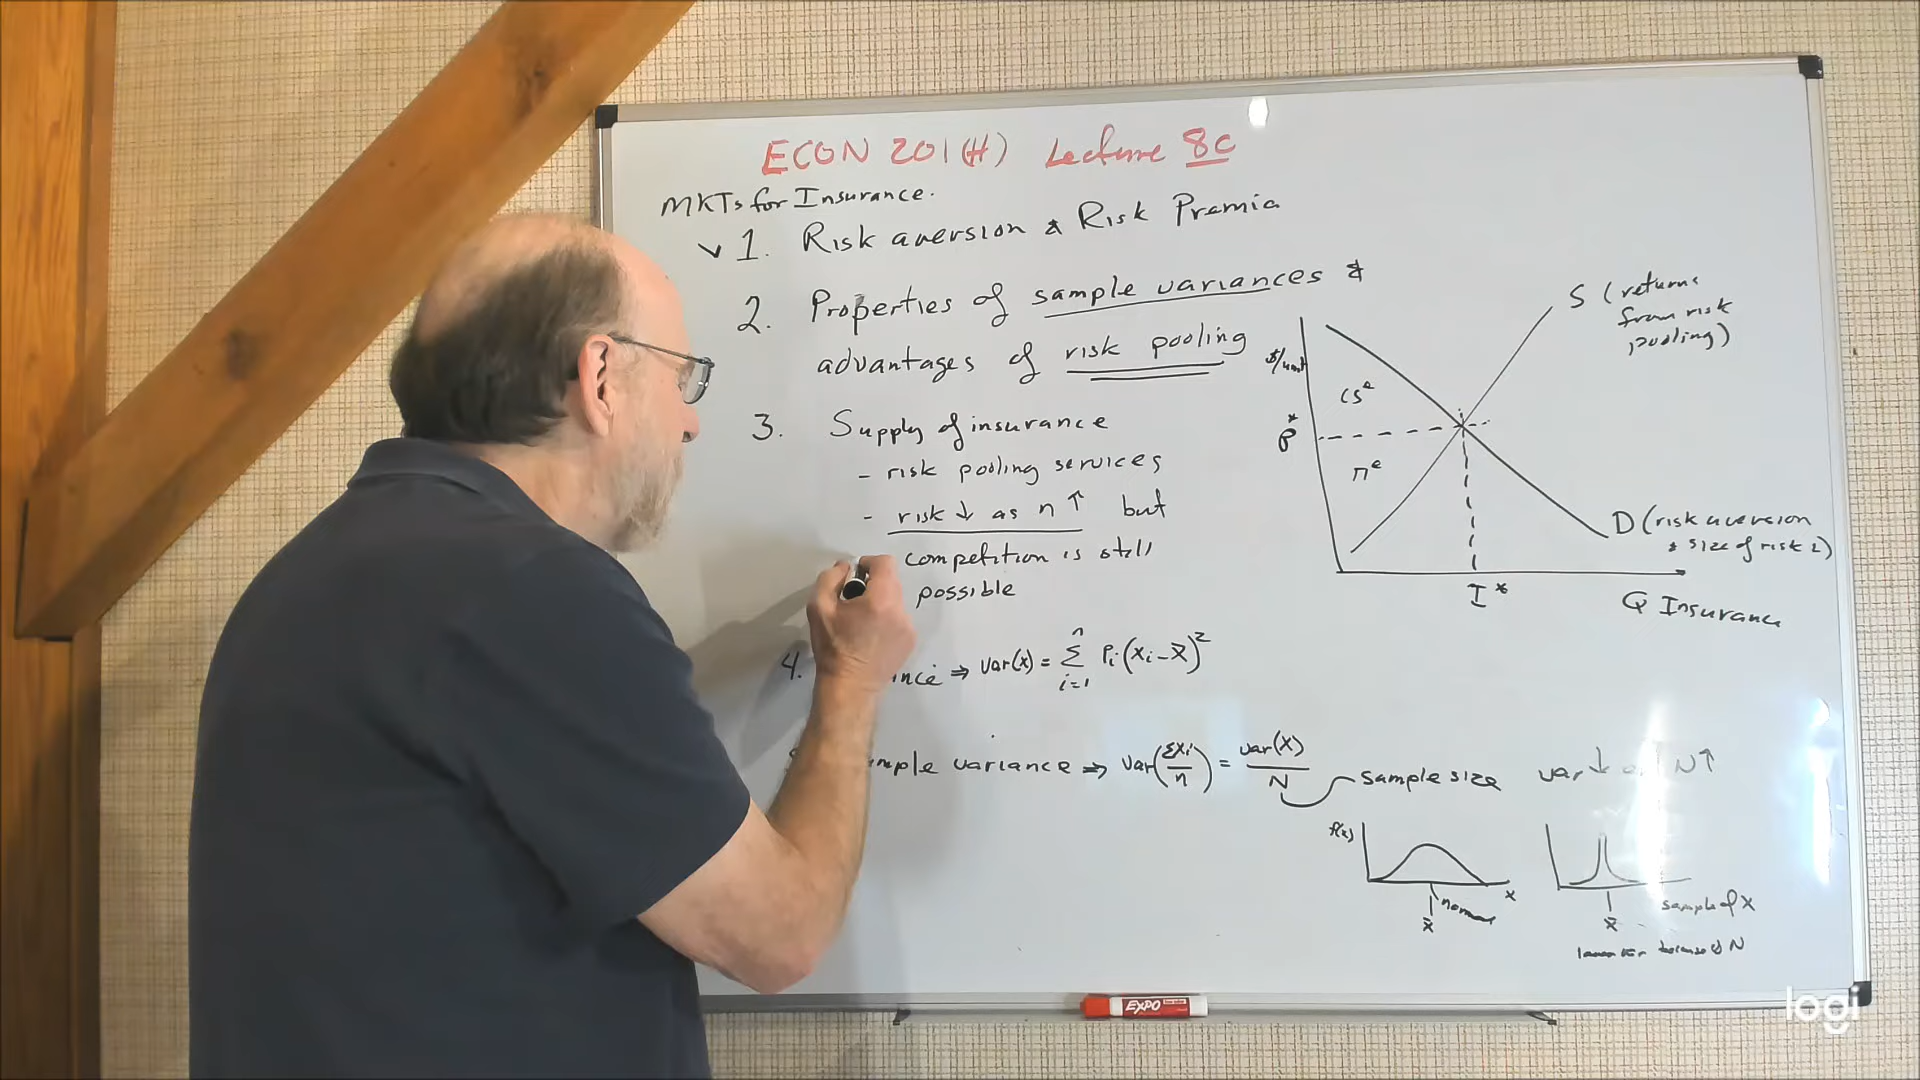 ECON 201(H) Lecture 8c
MKTs for Insurance.
✓ 1. Risk aversion & Risk Premia
2. Properties of sample variances &
advantages of risk pooling
3. Supply of insurance
- risk pooling services
- risk ↓ as n ↑ but
competition is still
possible
4.
ance ⇒ var(x) = Σ Pi(xi-x̄)²
n
i=1
mple variance ⇒ var(Σxi/n) = var(X)/N
sample size
var ↓ N↑
$/unit
P*
CSᵉ
πᵉ
S (returns
from risk
pooling)
D (risk aversion
& size of risk
I*
Q Insurance
f(x)
x
x̄
sample of X
x̄
N
EXPO
logi